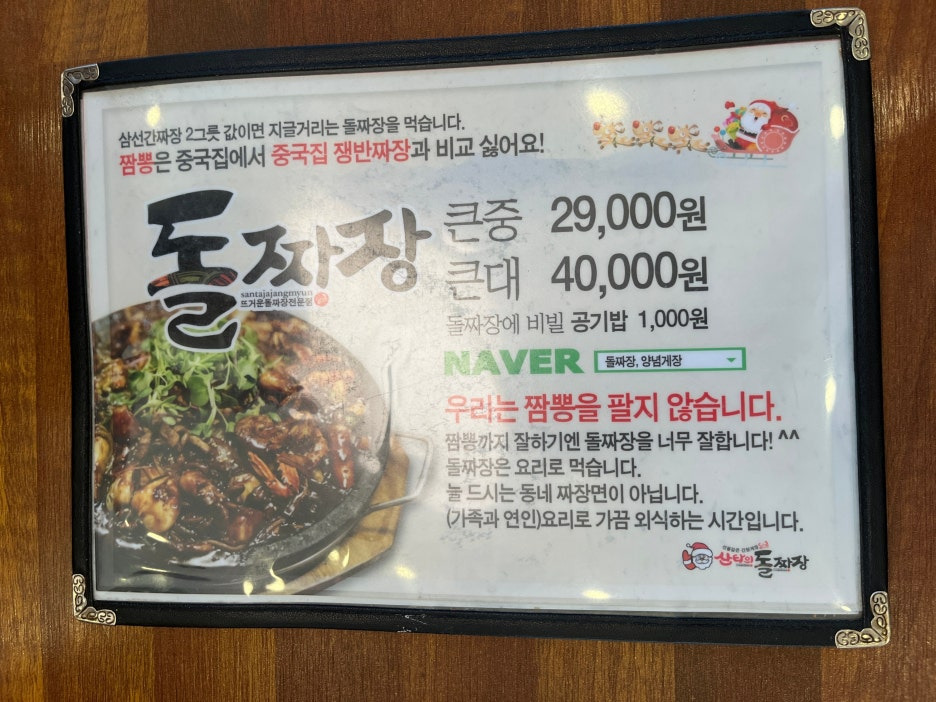 삼선간짜장 2그릇 값이면 지글거리는 돌짜장을 먹습니다.
짬뽕은 중국집에서 중국집 쟁반짜장과 비교 싫어요!
돌짜장
santajajangmyun
뜨거운돌짜장전문점
큰중 29,000원
큰대 40,000원
돌짜장에 비빌 공기밥 1,000원
NAVER 돌짜장, 양념게장
우리는 짬뽕을 팔지 않습니다.
짬뽕까지 잘하기엔 돌짜장을 너무 잘합니다! ^^
돌짜장은 요리로 먹습니다.
늘 드시는 동네 짜장면이 아닙니다.
(가족과 연인)요리로 가끔 외식하는 시간입니다.
산타의돌짜장